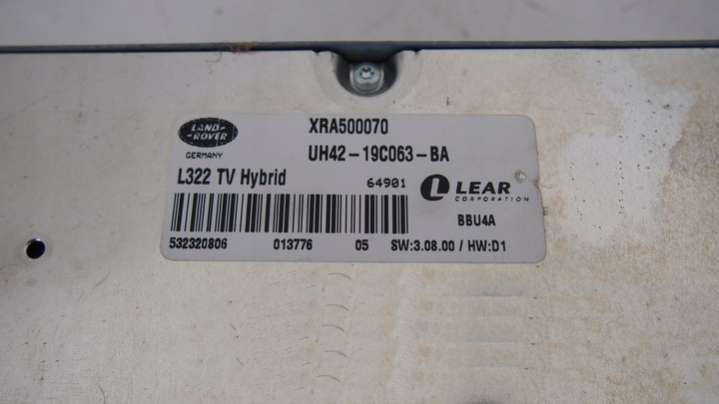 LAND-
-ROVER
GERMANY
XRA500070
UH42-19C063-BA
L322 TV Hybrid
64901
LEAR
CORPORATION
BBU4A
532320806 013776 05 SW:3.08.00 / HW:D1